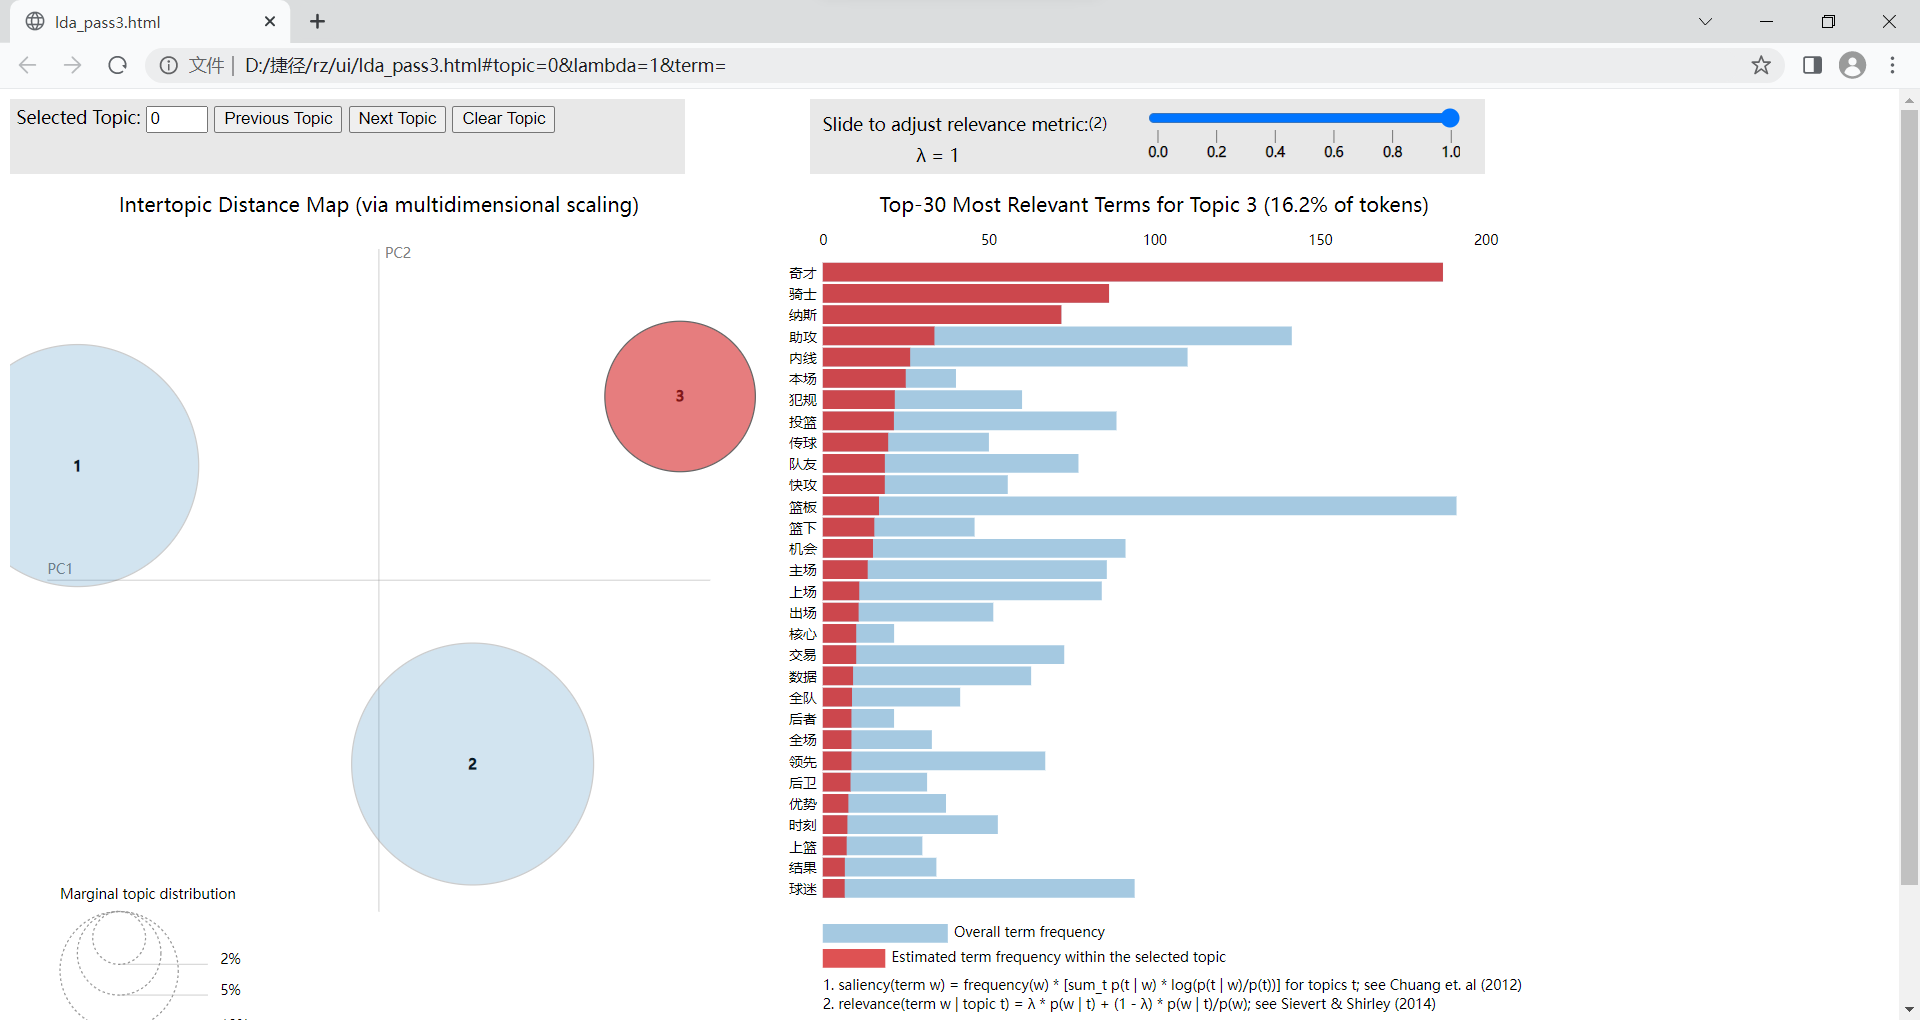 lda_pass3.html
文件 | D:/捷径/rz/ui/lda_pass3.html#topic=0&lambda=1&term=
Selected Topic: 0 Previous Topic Next Topic Clear Topic
Slide to adjust relevance metric:(2)
λ = 1
0.0 0.2 0.4 0.6 0.8 1.0
Intertopic Distance Map (via multidimensional scaling)
PC2
PC1
1
2
3
Marginal topic distribution
2%
5%
Top-30 Most Relevant Terms for Topic 3 (16.2% of tokens)
0 50 100 150 200
奇才
骑士
纳斯
助攻
内线
本场
犯规
投篮
传球
队友
快攻
篮板
篮下
机会
主场
上场
出场
核心
交易
数据
全队
后者
全场
领先
后卫
优势
时刻
上篮
结果
球迷
Overall term frequency
Estimated term frequency within the selected topic
1. saliency(term w) = frequency(w) * [sum_t p(t | w) * log(p(t | w)/p(t))] for topics t; see Chuang et. al (2012)
2. relevance(term w | topic t) = λ * p(w | t) + (1 - λ) * p(w | t)/p(w); see Sievert & Shirley (2014)